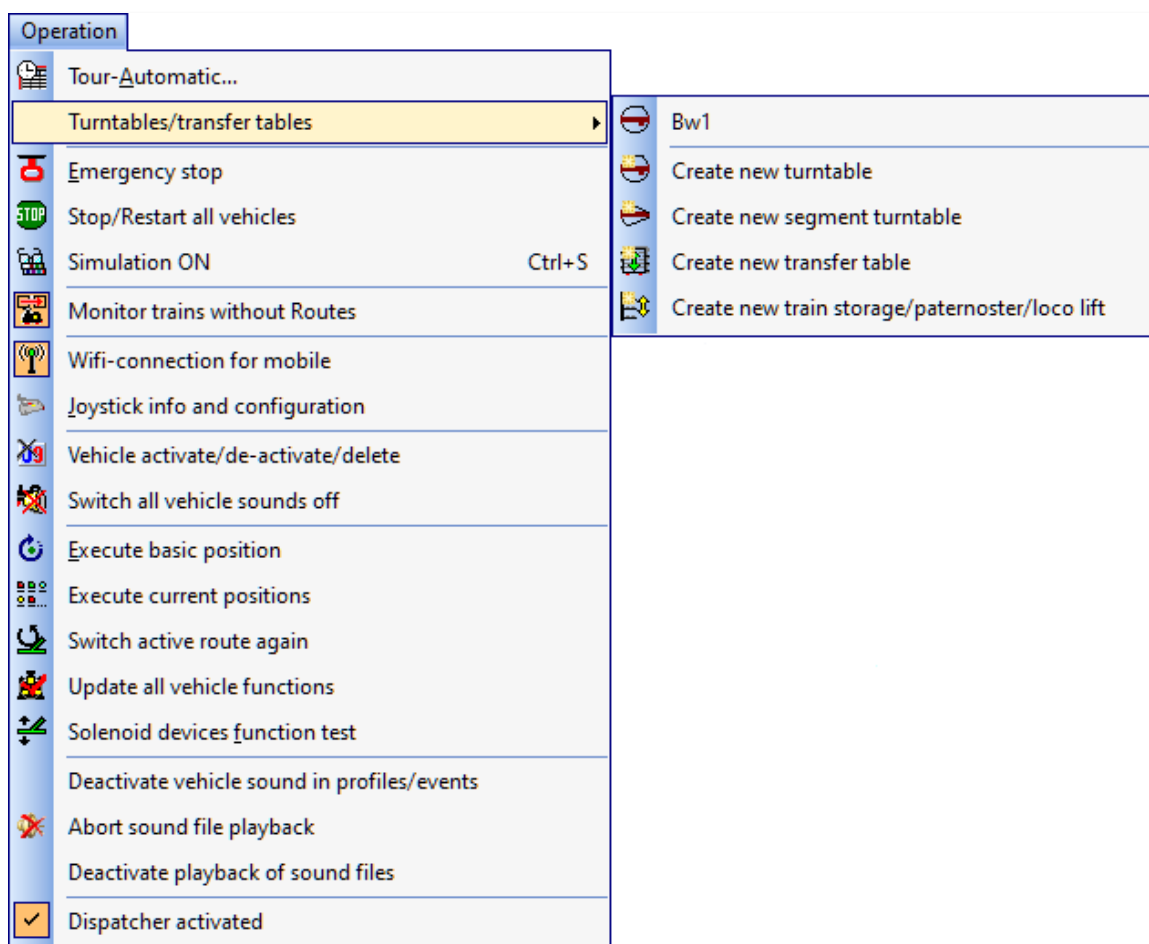 Operation
Tour-Automatic...
Turntables/transfer tables
Emergency stop
STOP Stop/Restart all vehicles
Simulation ON Ctrl+S
Monitor trains without Routes
Wifi-connection for mobile
Joystick info and configuration
Vehicle activate/de-activate/delete
Switch all vehicle sounds off
Execute basic position
Execute current positions
Switch active route again
Update all vehicle functions
Solenoid devices function test
Deactivate vehicle sound in profiles/events
Abort sound file playback
Deactivate playback of sound files
Dispatcher activated
Bw1
Create new turntable
Create new segment turntable
Create new transfer table
Create new train storage/paternoster/loco lift